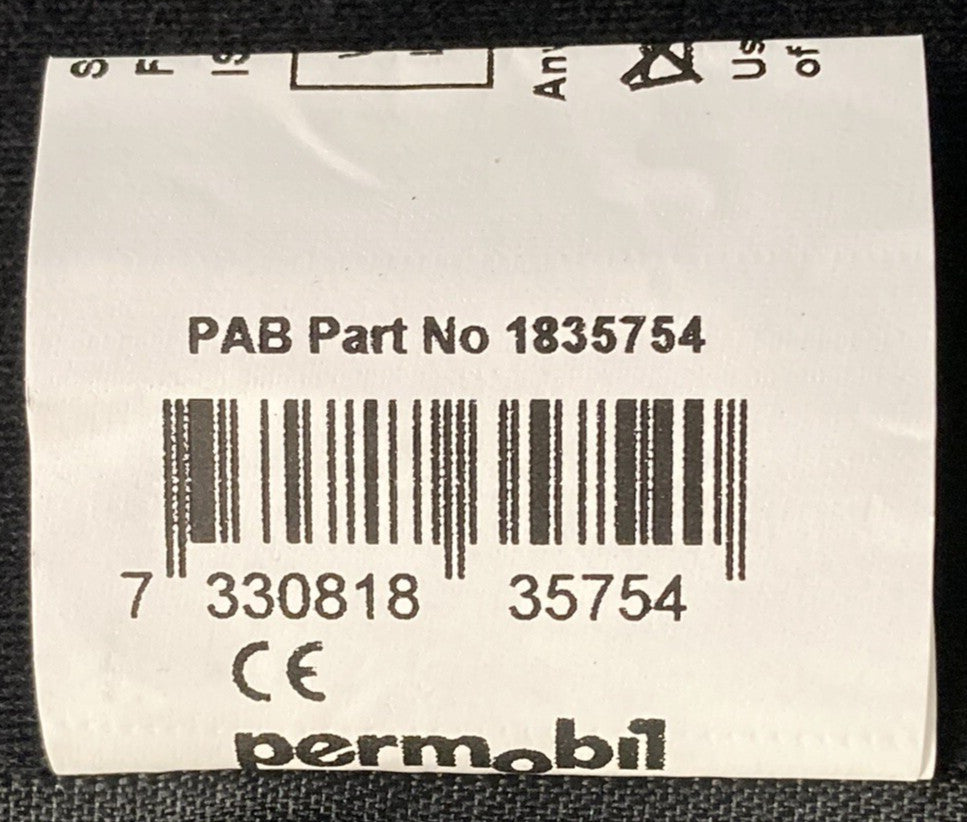 PAB Part No 1835754
7 330818 35754
CE
permobil